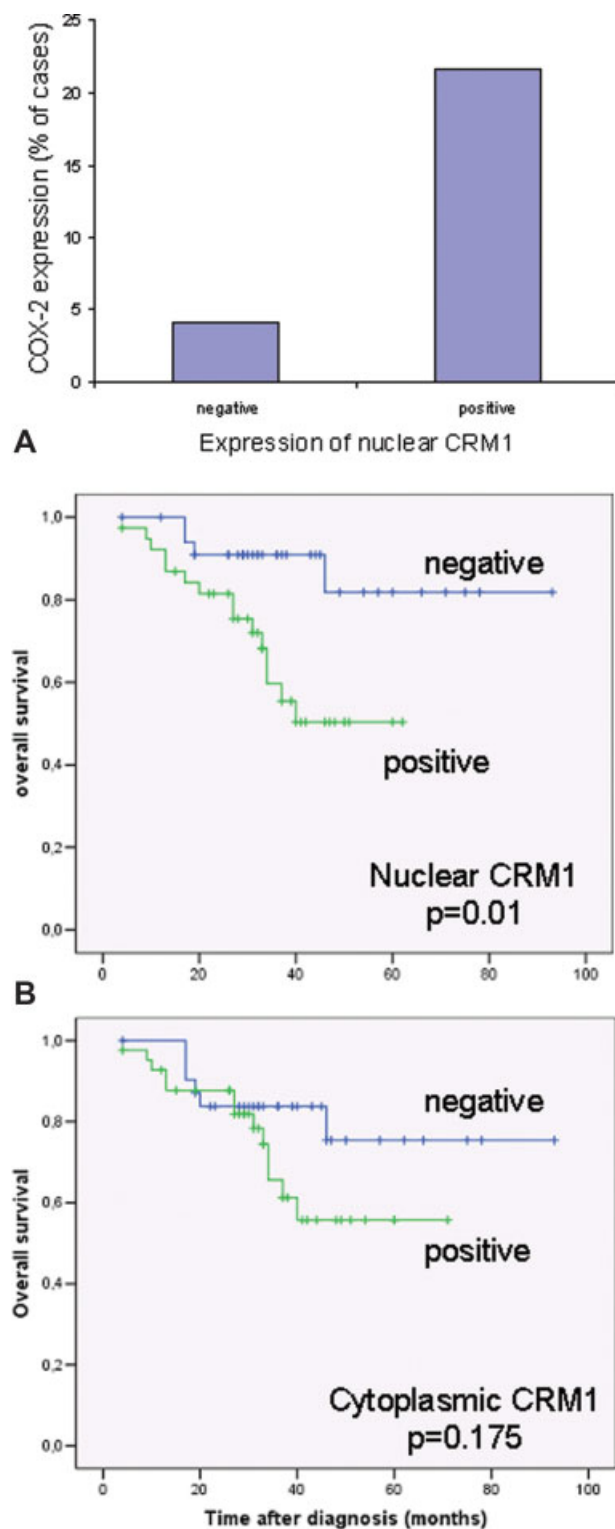 COX-2 expression (% of cases)
25
20
15
10
5
0
negative
positive
Expression of nuclear CRM1
A
overall survival
1,0
0,8
0,6
0,4
0,2
0,0
negative
positive
Nuclear CRM1
p=0.01
0
20
40
60
80
100
B
Overall survival
1,0
0,8
0,6
0,4
0,2
0,0
negative
positive
Cytoplasmic CRM1
p=0.175
0
20
40
60
80
100
Time after diagnosis (months)